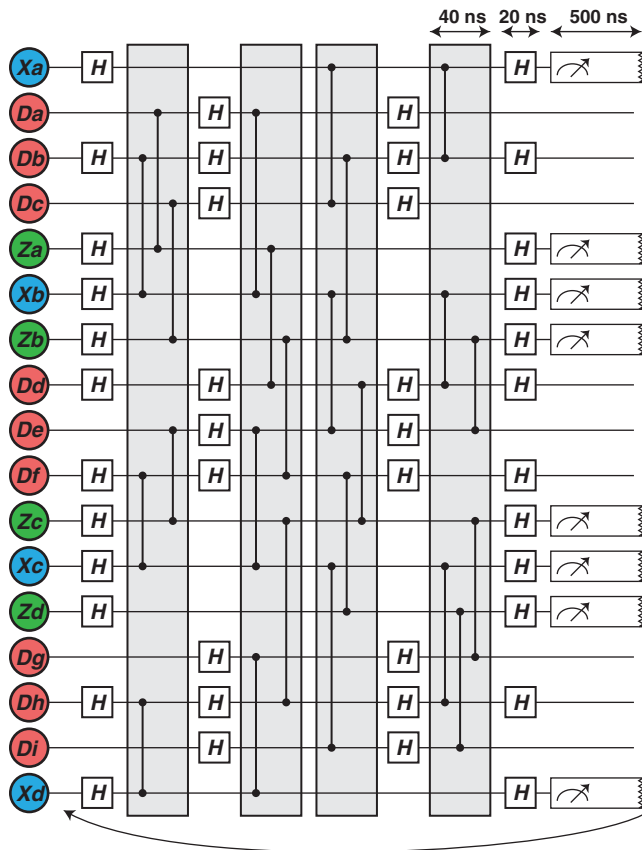 40 ns 20 ns 500 ns
Xa H H
Da H H
Db H H H H
Dc H H
Za H H
Xb H H
Zb H H
Dd H H H H
De H H
Df H H H H
Zc H H
Xc H H
Zd H H
Dg H H
Dh H H H H
Di H H
Xd H H